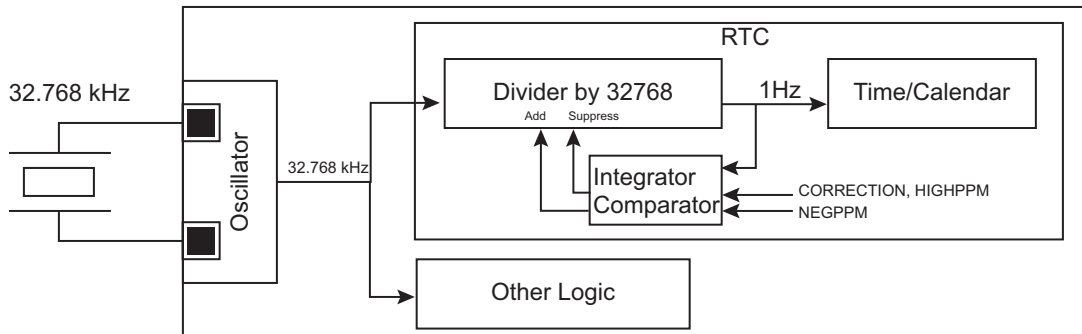 RTC
32.768 kHz
Divider by 32768
1Hz
Time/Calendar
Add
Suppress
Oscillator
32.768 kHz
Integrator
Comparator
CORRECTION, HIGHPPM
NEGPPM
Other Logic